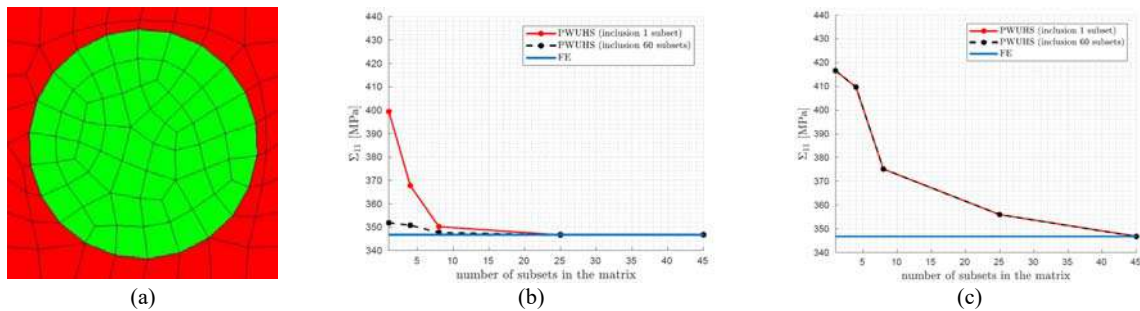 440
430
420
410
400
390
380
370
360
350
340
Σ₁₁ [MPa]
PWUHS (inclusion 1 subset)
PWUHS (inclusion 60 subsets)
FE
5 10 15 20 25 30 35 40 45
number of subsets in the matrix
440
430
420
410
400
390
380
370
360
350
340
Σ₁₁ [MPa]
PWUHS (inclusion 1 subset)
PWUHS (inclusion 60 subsets)
FE
5 10 15 20 25 30 35 40 45
number of subsets in the matrix
(a) (b) (c)